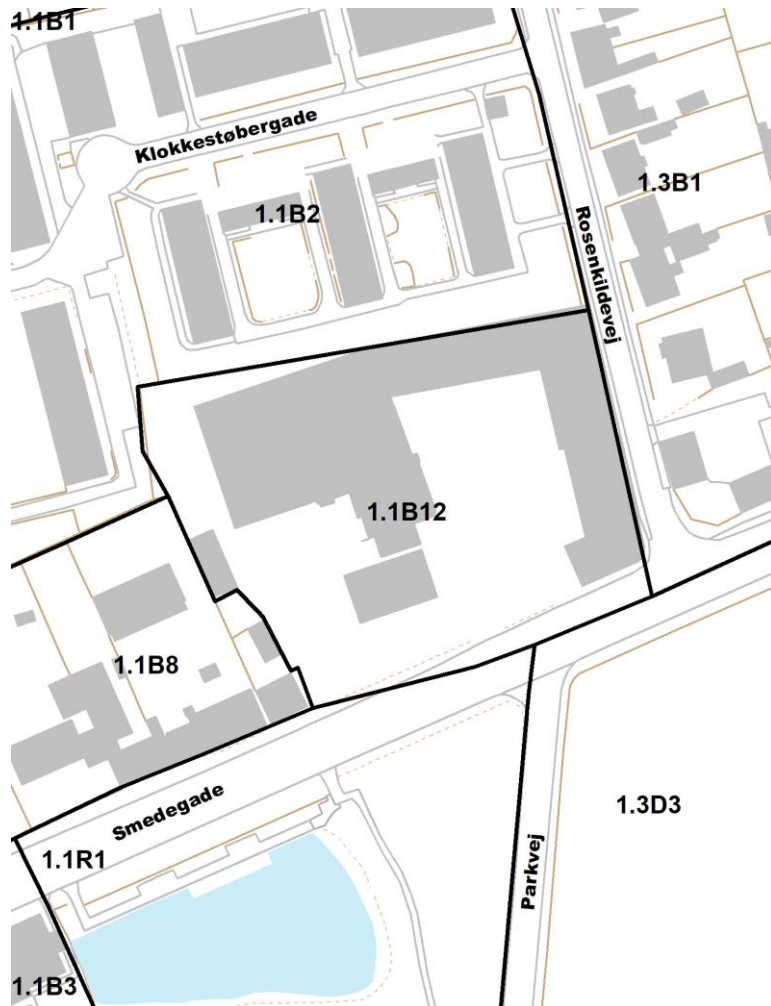 1.1B1
Klokkestøbergade
1.3B1
1.1B2
Rosenkildevej
1.1B12
1.1B8
1.3D3
Smedegade
1.1R1
Parkvej
1.1B3